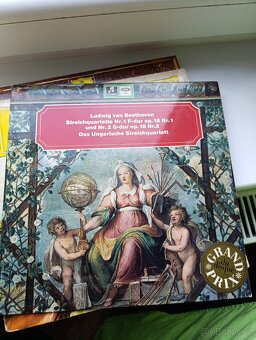 Ludwig van Beethoven
Streichquartette Nr. 1 F-dur op. 18 Nr. 1
und Nr. 2 G-dur op. 18 Nr. 2
Das Ungarische Streichquartett
GRAND
PRIX